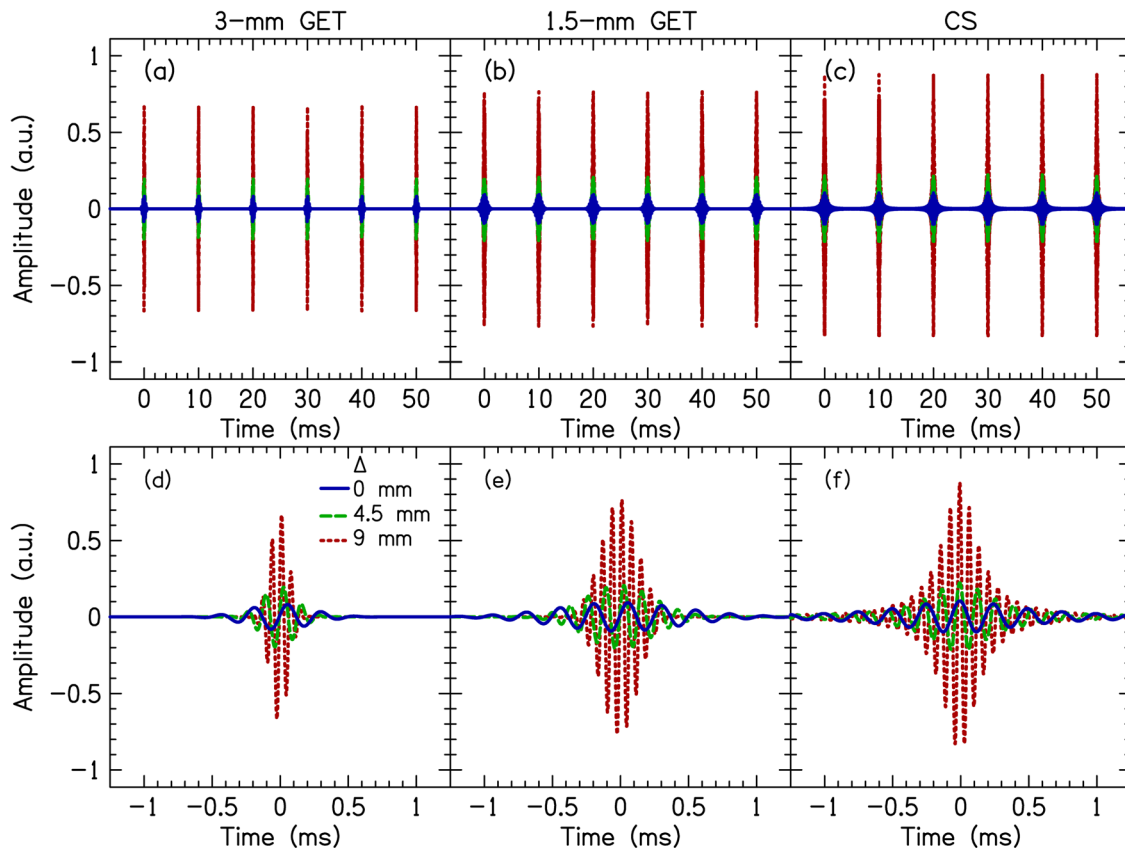 3-mm GET 1.5-mm GET CS
1
0.5
0
-0.5
-1
Amplitude (a.u.)
(a) (b) (c)
0 10 20 30 40 50 0 10 20 30 40 50 0 10 20 30 40 50
Time (ms) Time (ms) Time (ms)
1
0.5
0
-0.5
-1
Amplitude (a.u.)
(d) (e) (f)
Δ
0 mm
4.5 mm
9 mm
-1 -0.5 0 0.5 1 -1 -0.5 0 0.5 1 -1 -0.5 0 0.5 1
Time (ms) Time (ms) Time (ms)